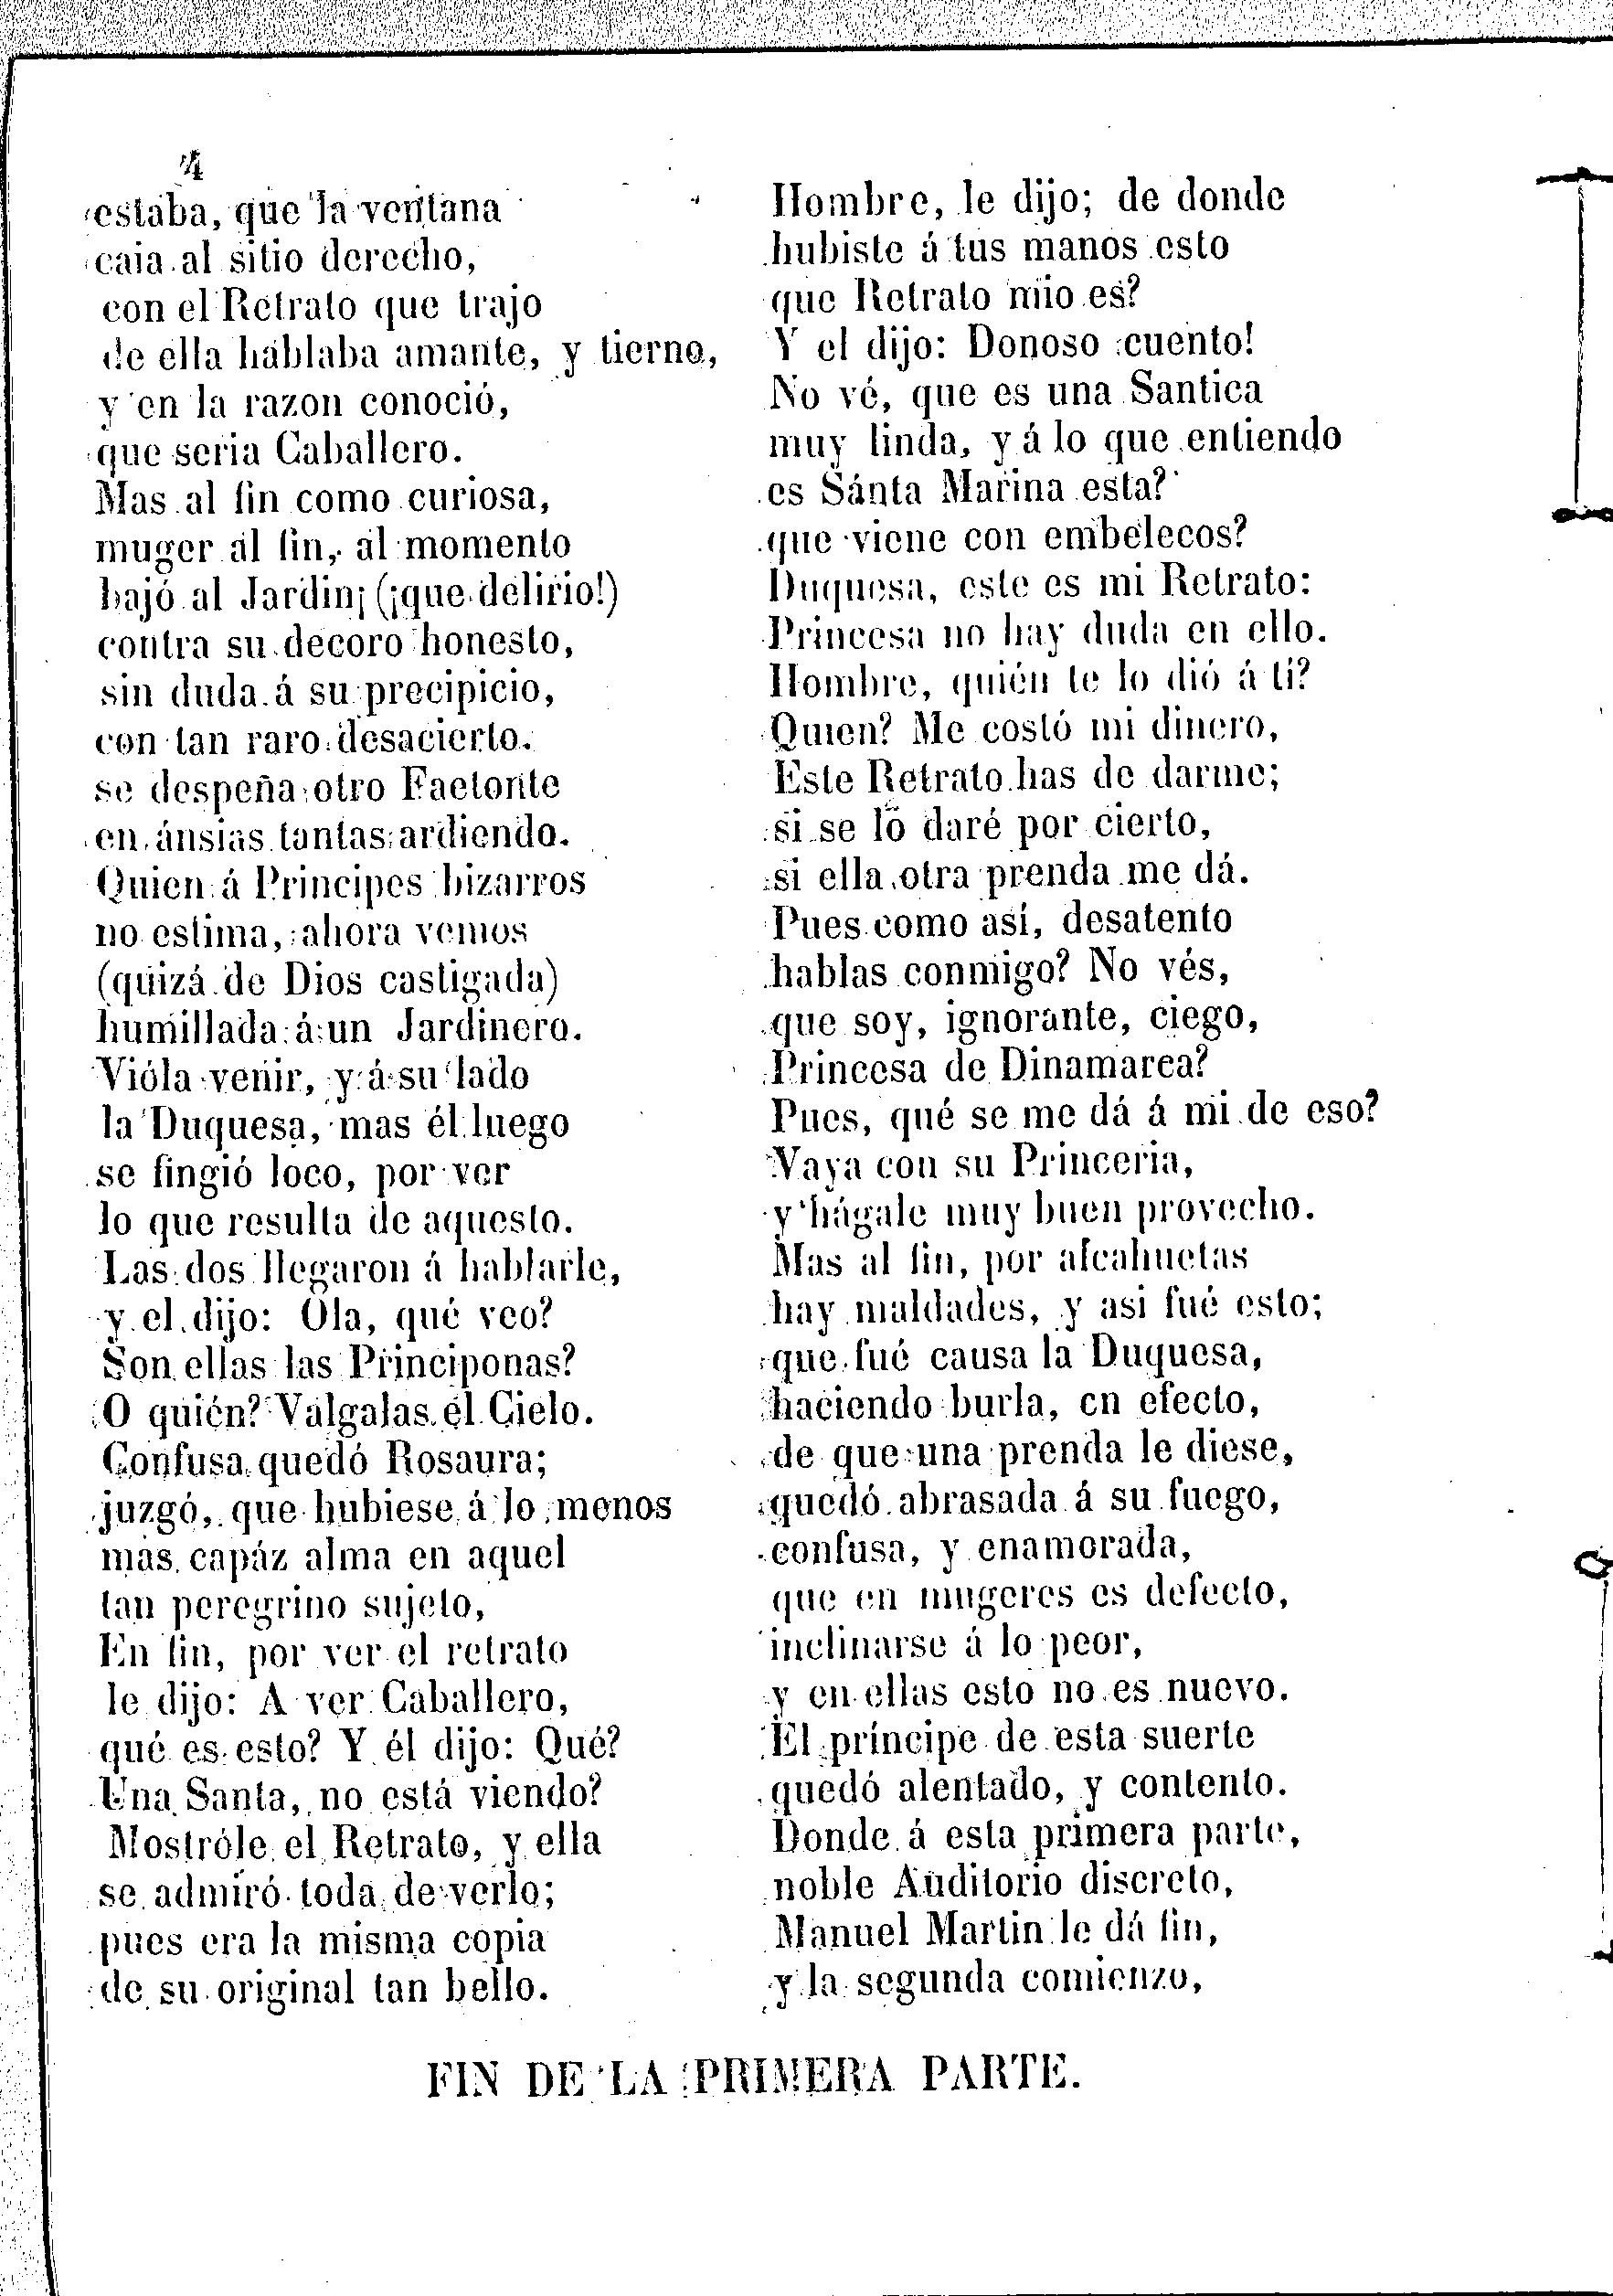 4
estaba, que la ventana
caia al sitio derecho,
con el Retrato que trajo
de ella hablaba amante, y tierno,
y en la razon conoció,
que seria Caballero.
Mas al fin como curiosa,
muger al fin, al momento
bajó al Jardin; (¡que delirio!)
contra su decoro honesto,
sin duda á su precipicio,
con tan raro desacierto.
se despeña otro Faetonte
en ánsias tantas ardiendo.
Quien á Principes bizarros
no estima, ahora vemos
(quizá de Dios castigada)
humillada á un Jardinero.
Vióla venir, y á su lado
la Duquesa, mas él luego
se fingió loco, por ver
lo que resulta de aquesto.
Las dos llegaron á hablarle,
y el dijo: Ola, qué veo?
Son ellas las Principonas?
O quién? Valgalas el Cielo.
Confusa quedó Rosaura;
juzgó, que hubiese á lo menos
mas capáz alma en aquel
tan peregrino sujeto,
En fin, por ver el retrato
le dijo: A ver Caballero,
qué es esto? Y él dijo: Qué?
Una Santa, no está viendo?
Mostróle el Retrato, y ella
se admiró toda de verlo;
pues era la misma copia
de su original tan bello.
Hombre, le dijo; de donde
hubiste á tus manos esto
que Retrato mio es?
Y el dijo: Donoso cuento!
No vé, que es una Santica
muy linda, y á lo que entiendo
es Sánta Marina esta?
que viene con embelecos?
Duquesa, este es mi Retrato:
Princesa no hay duda en ello.
Hombre, quién te lo dió á ti?
Quien? Me costó mi dinero,
Este Retrato has de darme;
si se lo daré por cierto,
si ella otra prenda me dá.
Pues como asi, desatento
hablas conmigo? No vés,
que soy, ignorante, ciego,
Princesa de Dinamarca?
Pues, qué se me dá á mi de eso?
Vaya con su Princeria,
y hágale muy buen provecho.
Mas al fin, por alcahuetas
hay maldades, y asi fué esto;
que fué causa la Duquesa,
haciendo burla, en efecto,
de que una prenda le diese,
quedó abrasada á su fuego,
confusa, y enamorada,
que en mugeres es defecto,
inclinarse á lo peor,
y en ellas esto no es nuevo.
El príncipe de esta suerte
quedó alentado, y contento.
Donde á esta primera parte,
noble Auditorio discreto,
Manuel Martin le dá fin,
y la segunda comienzo,
FIN DE LA PRIMERA PARTE.